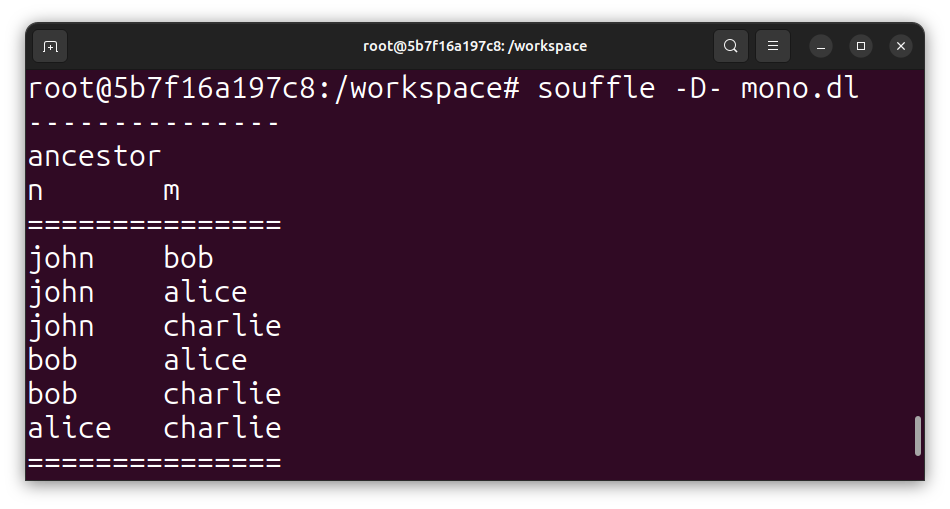 root@5b7f16a197c8: /workspace
root@5b7f16a197c8:/workspace# souffle -D- mono.dl
---------------
ancestor
n       m
===============
john    bob
john    alice
john    charlie
bob     alice
bob     charlie
alice   charlie
===============